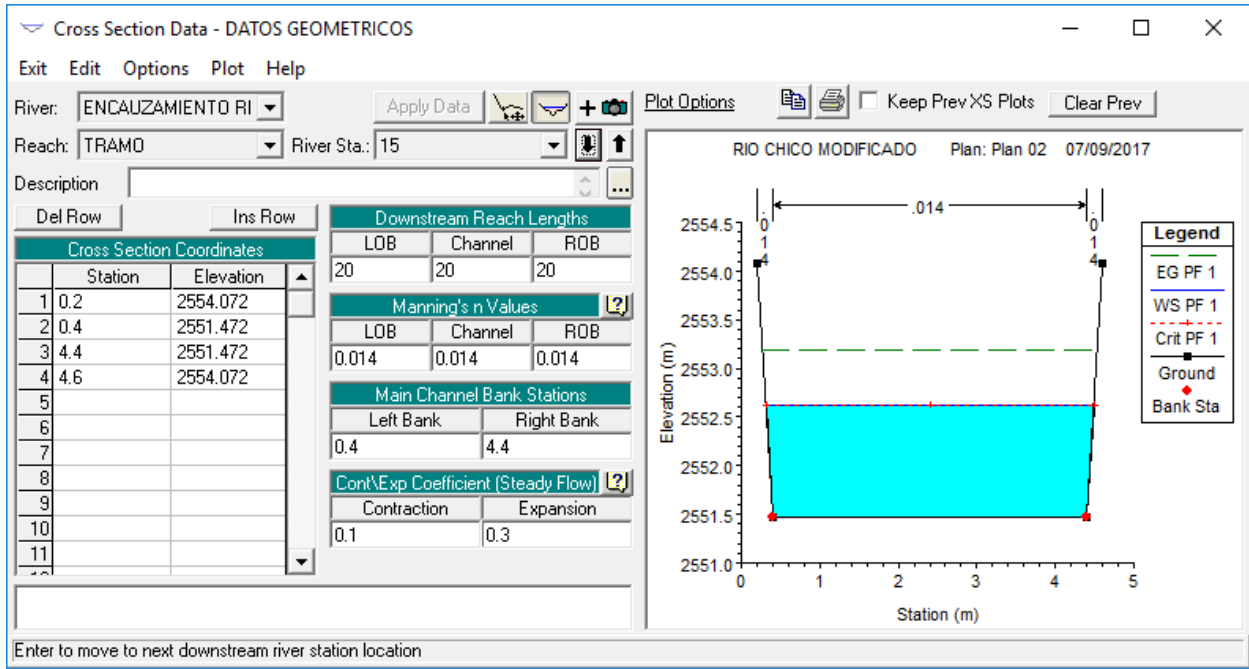 Cross Section Data - DATOS GEOMETRICOS
Exit Edit Options Plot Help
River: ENCAUZAMIENTO RI Apply Data
Reach: TRAMO River Sta.: 15
Description ...
Del Row Ins Row
Cross Section Coordinates
Station Elevation
1 0.2 2554.072
2 0.4 2551.472
3 4.4 2551.472
4 4.6 2554.072
5
6
7
8
9
10
11
Downstream Reach Lengths
LOB Channel ROB
20 20 20
Manning's n Values
LOB Channel ROB
0.014 0.014 0.014
Main Channel Bank Stations
Left Bank Right Bank
0.4 4.4
Cont\Exp Coefficient (Steady Flow)
Contraction Expansion
0.1 0.3
Plot Options Keep Prev XS Plots Clear Prev
RIO CHICO MODIFICADO Plan: Plan 02 07/09/2017
.014 .014 .014
2554.5
2554.0
2553.5
2553.0
2552.5
2552.0
2551.5
2551.0
Elevation (m)
0 1 2 3 4 5
Station (m)
Legend
EG PF 1
WS PF 1
Crit PF 1
Ground
Bank Sta
Enter to move to next downstream river station location